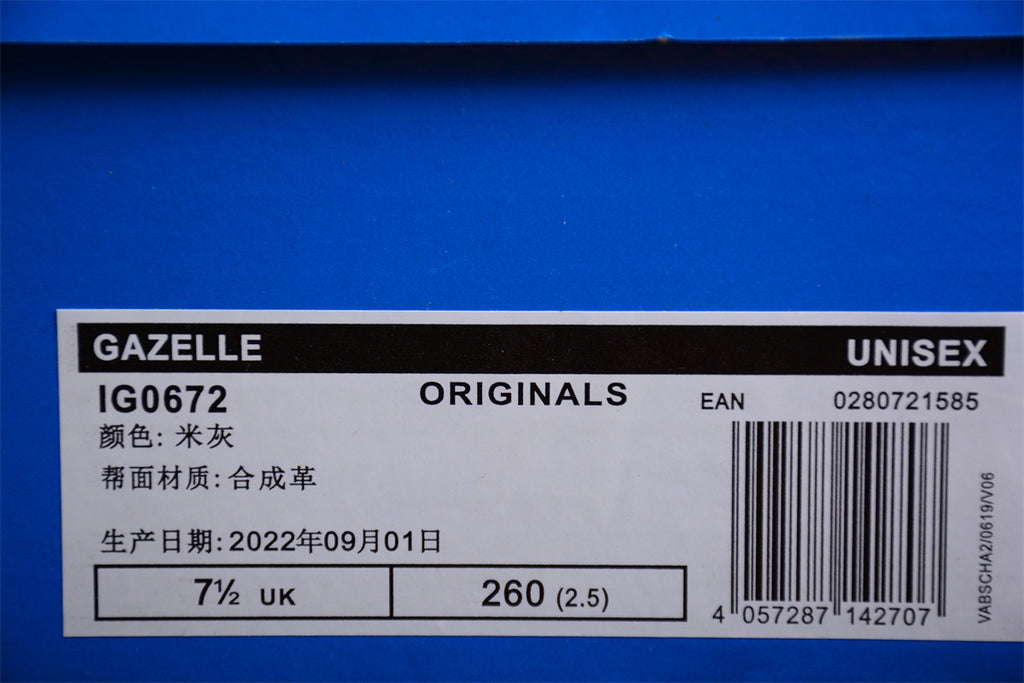 GAZELLE
UNISEX
IG0672
ORIGINALS
EAN 0280721585
颜色: 米灰
帮面材质: 合成革
生产日期: 2022年09月01日
7½ UK
260 (2.5)
4 057287 142707
VABSCHA2/0619/V06